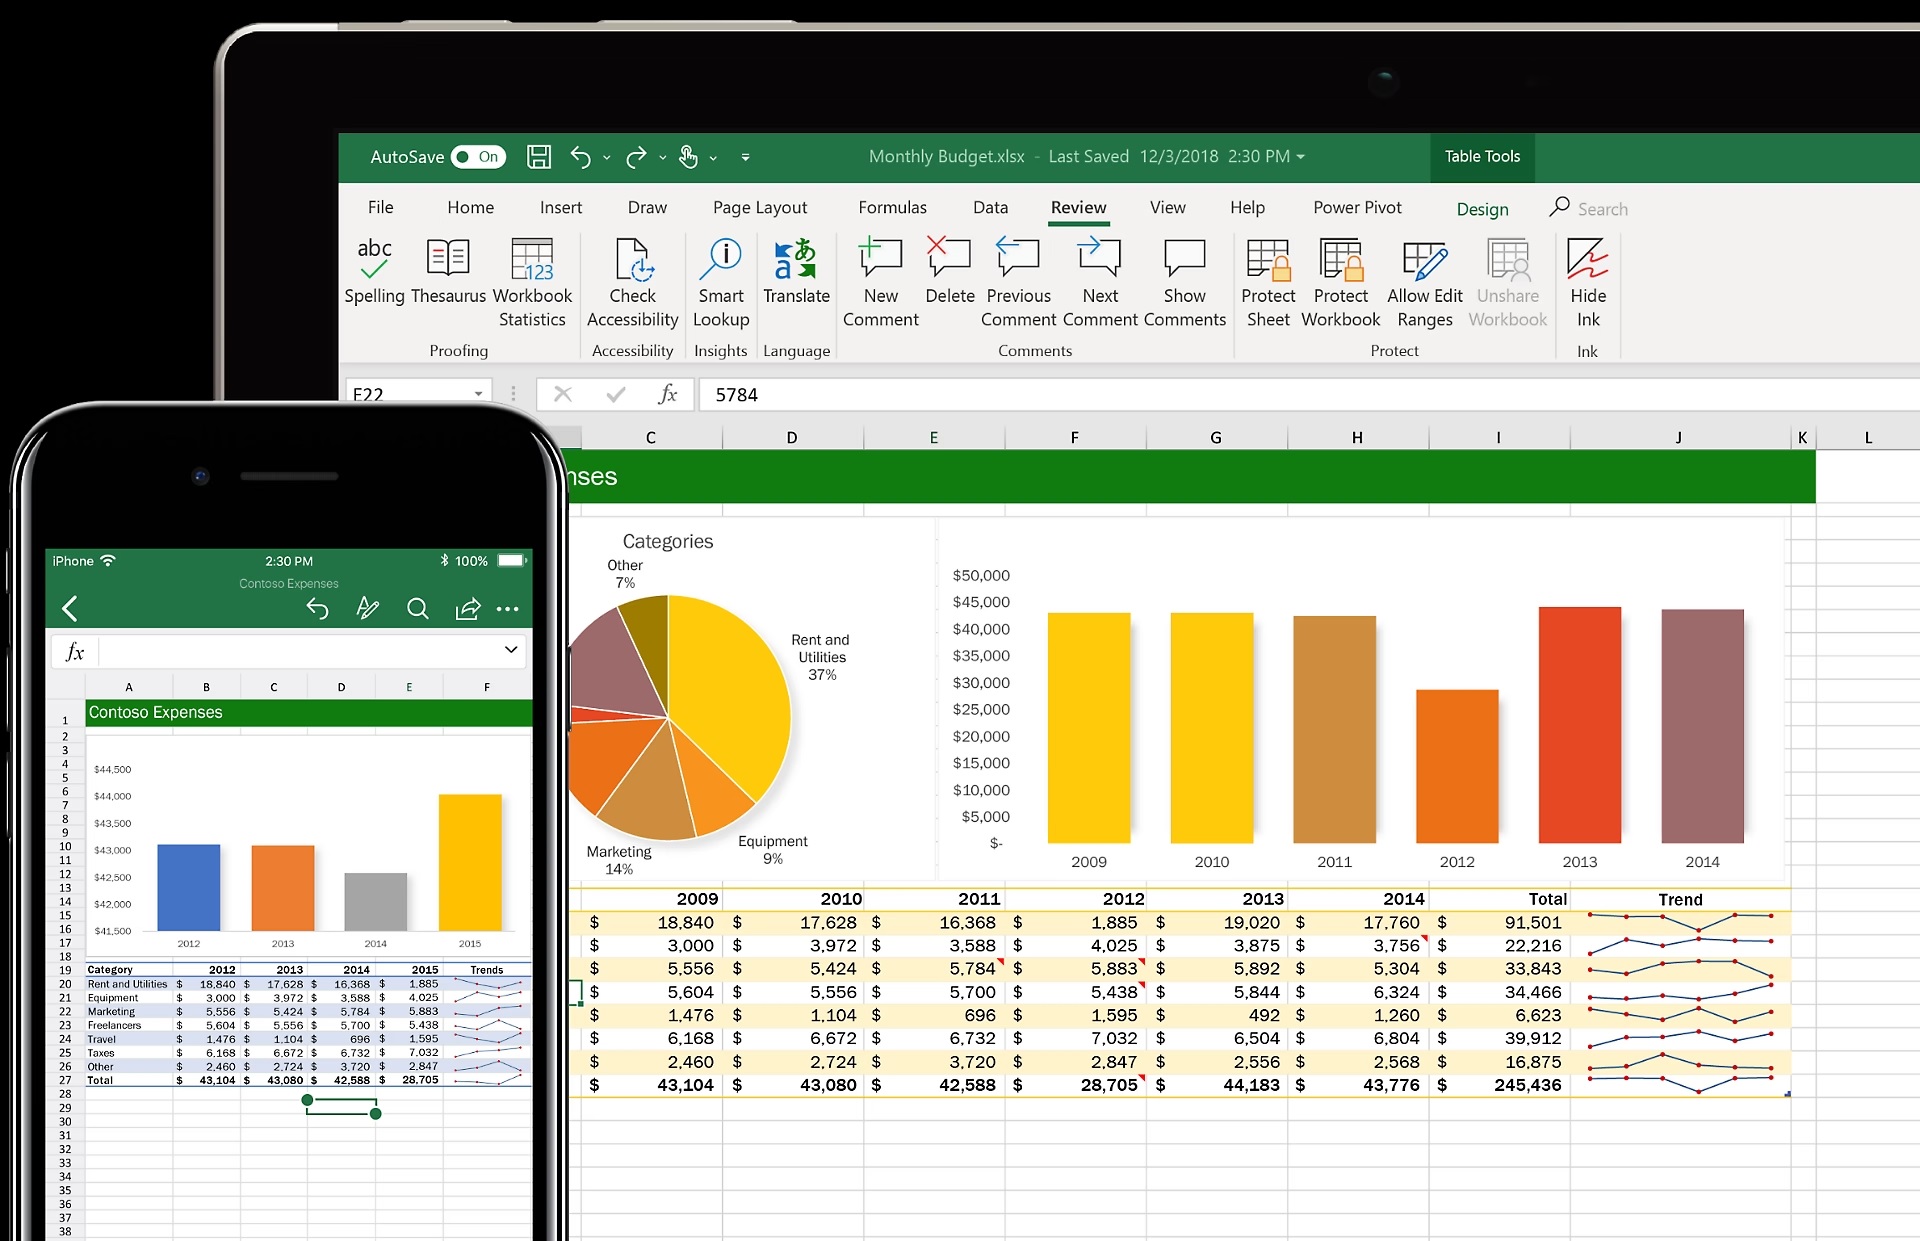 AutoSave On Monthly Budget.xlsx - Last Saved 12/3/2018 2:30 PM Table Tools
File Home Insert Draw Page Layout Formulas Data Review View Help Power Pivot Design Search
abc 123 i a あ
Spelling Thesaurus Workbook Statistics Check Accessibility Smart Lookup Translate New Comment Delete Previous Comment Next Comment Show Comments Protect Sheet Protect Workbook Allow Edit Ranges Unshare Workbook Hide Ink
Proofing Accessibility Insights Language Comments Protect Ink
E22 fx 5784
C D E F G H I J K L
nses
Categories
Other
7%
Rent and
Utilities
37%
Equipment
9%
Marketing
14%
$50,000
$45,000
$40,000
$35,000
$30,000
$25,000
$20,000
$15,000
$10,000
$5,000
$-
2009 2010 2011 2012 2013 2014
2009 2010 2011 2012 2013 2014 Total Trend
$ 18,840 $ 17,628 $ 16,368 $ 1,885 $ 19,020 $ 17,760 $ 91,501
3,000 3,972 3,588 4,025 3,875 3,756 22,216
$ 5,556 $ 5,424 $ 5,784 $ 5,883 $ 5,892 $ 5,304 $ 33,843
$ 5,604 $ 5,556 $ 5,700 $ 5,438 $ 5,844 $ 6,324 $ 34,466
$ 1,476 $ 1,104 $ 696 $ 1,595 $ 492 $ 1,260 $ 6,623
$ 6,168 $ 6,672 $ 6,732 $ 7,032 $ 6,504 $ 6,804 $ 39,912
$ 2,460 $ 2,724 $ 3,720 $ 2,847 $ 2,556 $ 2,568 $ 16,875
$ 43,104 $ 43,080 $ 42,588 $ 28,705 $ 44,183 $ 43,776 $ 245,436
iPhone 2:30 PM 100%
Contoso Expenses
fx
A B C D E F
1 Contoso Expenses
2
3
4
5
6
7
8
9
10
11
12
13
14
15
16
17
18
$44,500
$44,000
$43,500
$43,000
$42,500
$42,000
$41,500
2012 2013 2014 2015
19 Category 2012 2013 2014 2015 Trends
20 Rent and Utilities $ 18,840 $ 17,628 $ 16,368 $ 1,885
21 Equipment $ 3,000 $ 3,972 $ 3,588 $ 4,025
22 Marketing $ 5,556 $ 5,424 $ 5,784 $ 5,883
23 Freelancers $ 5,604 $ 5,556 $ 5,700 $ 5,438
24 Travel $ 1,476 $ 1,104 $ 696 $ 1,595
25 Taxes $ 6,168 $ 6,672 $ 6,732 $ 7,032
26 Other $ 2,460 $ 2,724 $ 3,720 $ 2,847
27 Total $ 43,104 $ 43,080 $ 42,588 $ 28,705
28
29
30
31
32
33
34
35
36
37
38